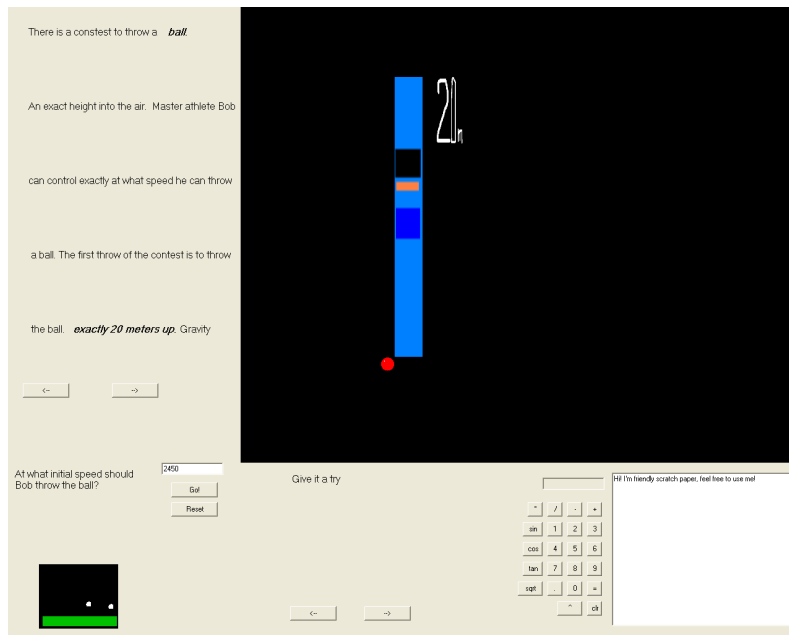 There is a constest to throw a ball.
An exact height into the air. Master athlete Bob
can control exactly at what speed he can throw
a ball. The first throw of the contest is to throw
the ball. exactly 20 meters up. Gravity
<-- -->
20m
At what initial speed should
Bob throw the ball?
2450
Go!
Reset
Give it a try
<-- -->
* / - +
sin 1 2 3
cos 4 5 6
tan 7 8 9
sqrt . 0 =
^ clr
Hi! I'm friendly scratch paper, feel free to use me!